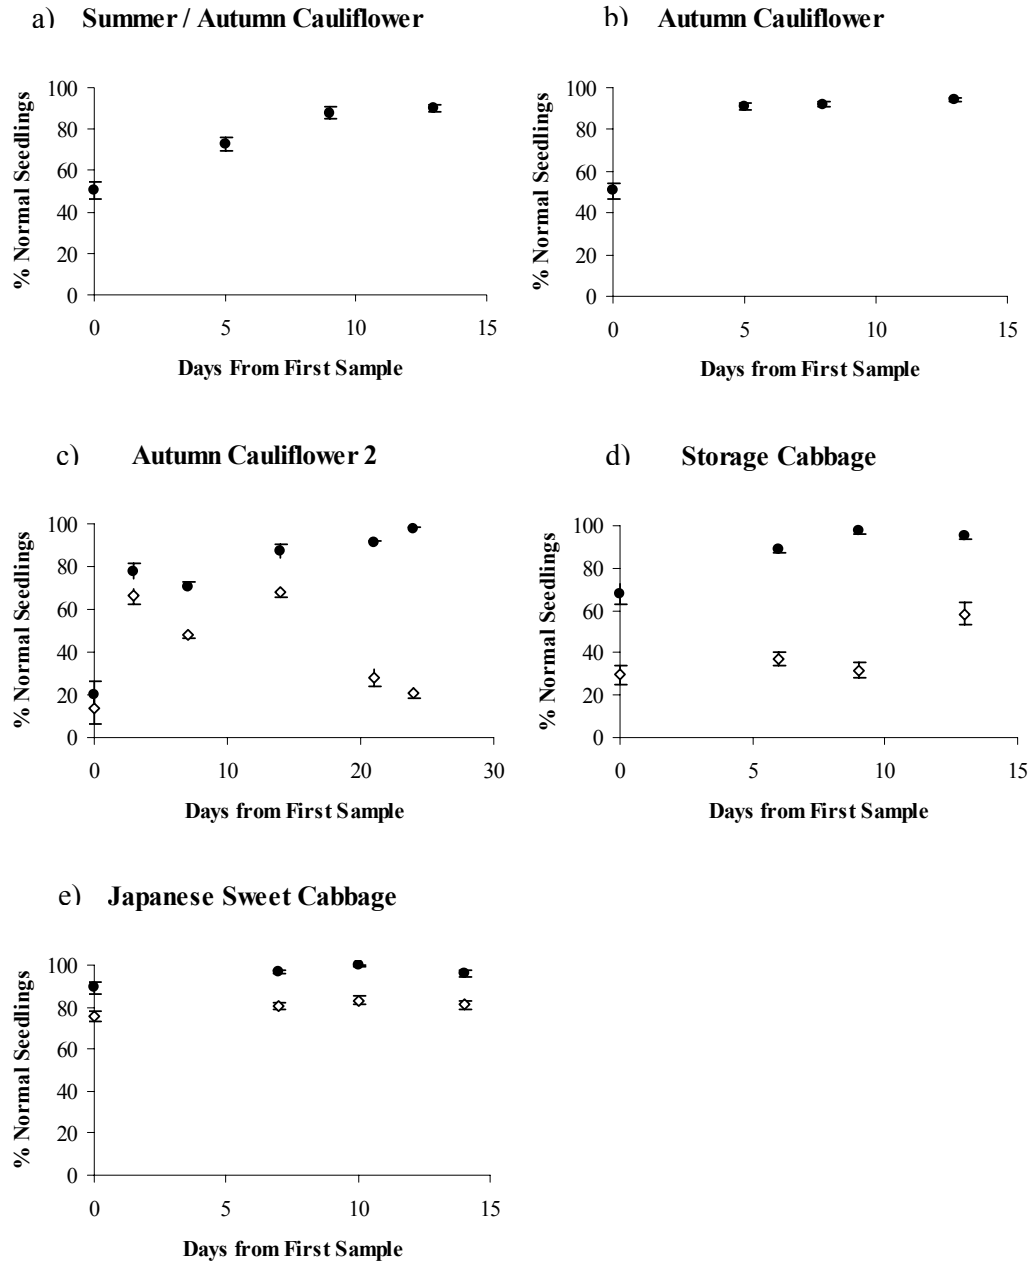 a) Summer / Autumn Cauliflower
% Normal Seedlings
100
80
60
40
20
0
0 5 10 15
Days From First Sample
b) Autumn Cauliflower
% Normal Seedlings
100
80
60
40
20
0
0 5 10 15
Days from First Sample
c) Autumn Cauliflower 2
% Normal Seedlings
100
80
60
40
20
0
0 10 20 30
Days from First Sample
d) Storage Cabbage
% Normal Seedlings
100
80
60
40
20
0
0 5 10 15
Days from First Sample
e) Japanese Sweet Cabbage
% Normal Seedlings
100
80
60
40
20
0
0 5 10 15
Days from First Sample